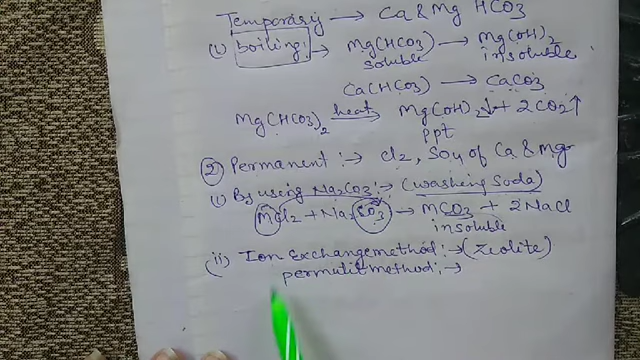 Temporary → Ca & Mg HCO3
(i) boiling:→ Mg(HCO3) → Mg(OH)2
soluble insoluble
Ca(HCO3) → CaCO3
Mg(HCO3)2 heat→ Mg(OH)2↓ + 2CO2↑
ppt
(2) Permanent :→ Cl2, SO4 of Ca & Mg
(i) By using Na2CO3:→ (washing Soda)
MCl2 + Na2CO3 → MCO3 + 2NaCl
insoluble
(ii) Ion Exchange method:→ (Zeolite)
permutit method:→